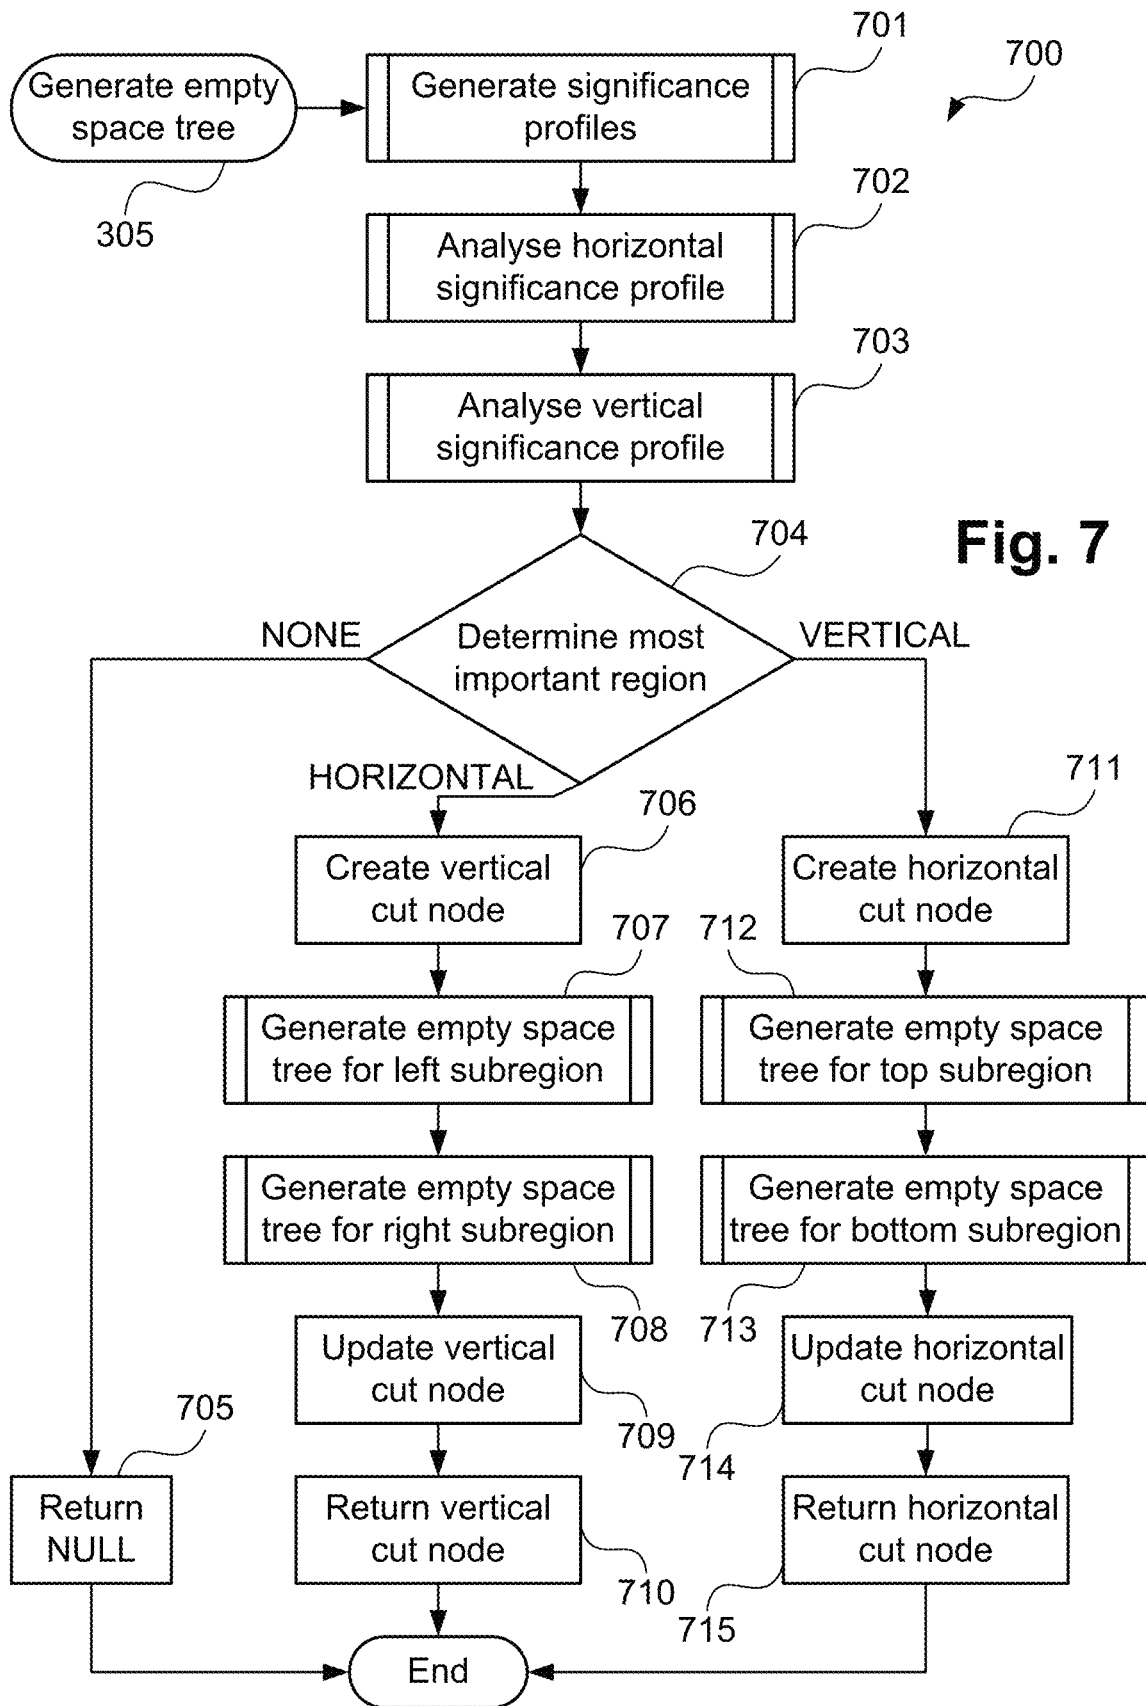 701
700
Generate empty
space tree
Generate significance
profiles
305
702
Analyse horizontal
significance profile
703
Analyse vertical
significance profile
Fig. 7
704
NONE
Determine most
important region
VERTICAL
HORIZONTAL
706
711
Create vertical
cut node
Create horizontal
cut node
707
712
Generate empty space
tree for left subregion
Generate empty space
tree for top subregion
Generate empty space
tree for right subregion
Generate empty space
tree for bottom subregion
708
713
Update vertical
cut node
Update horizontal
cut node
705
709
714
Return
NULL
Return vertical
cut node
Return horizontal
cut node
710
715
End